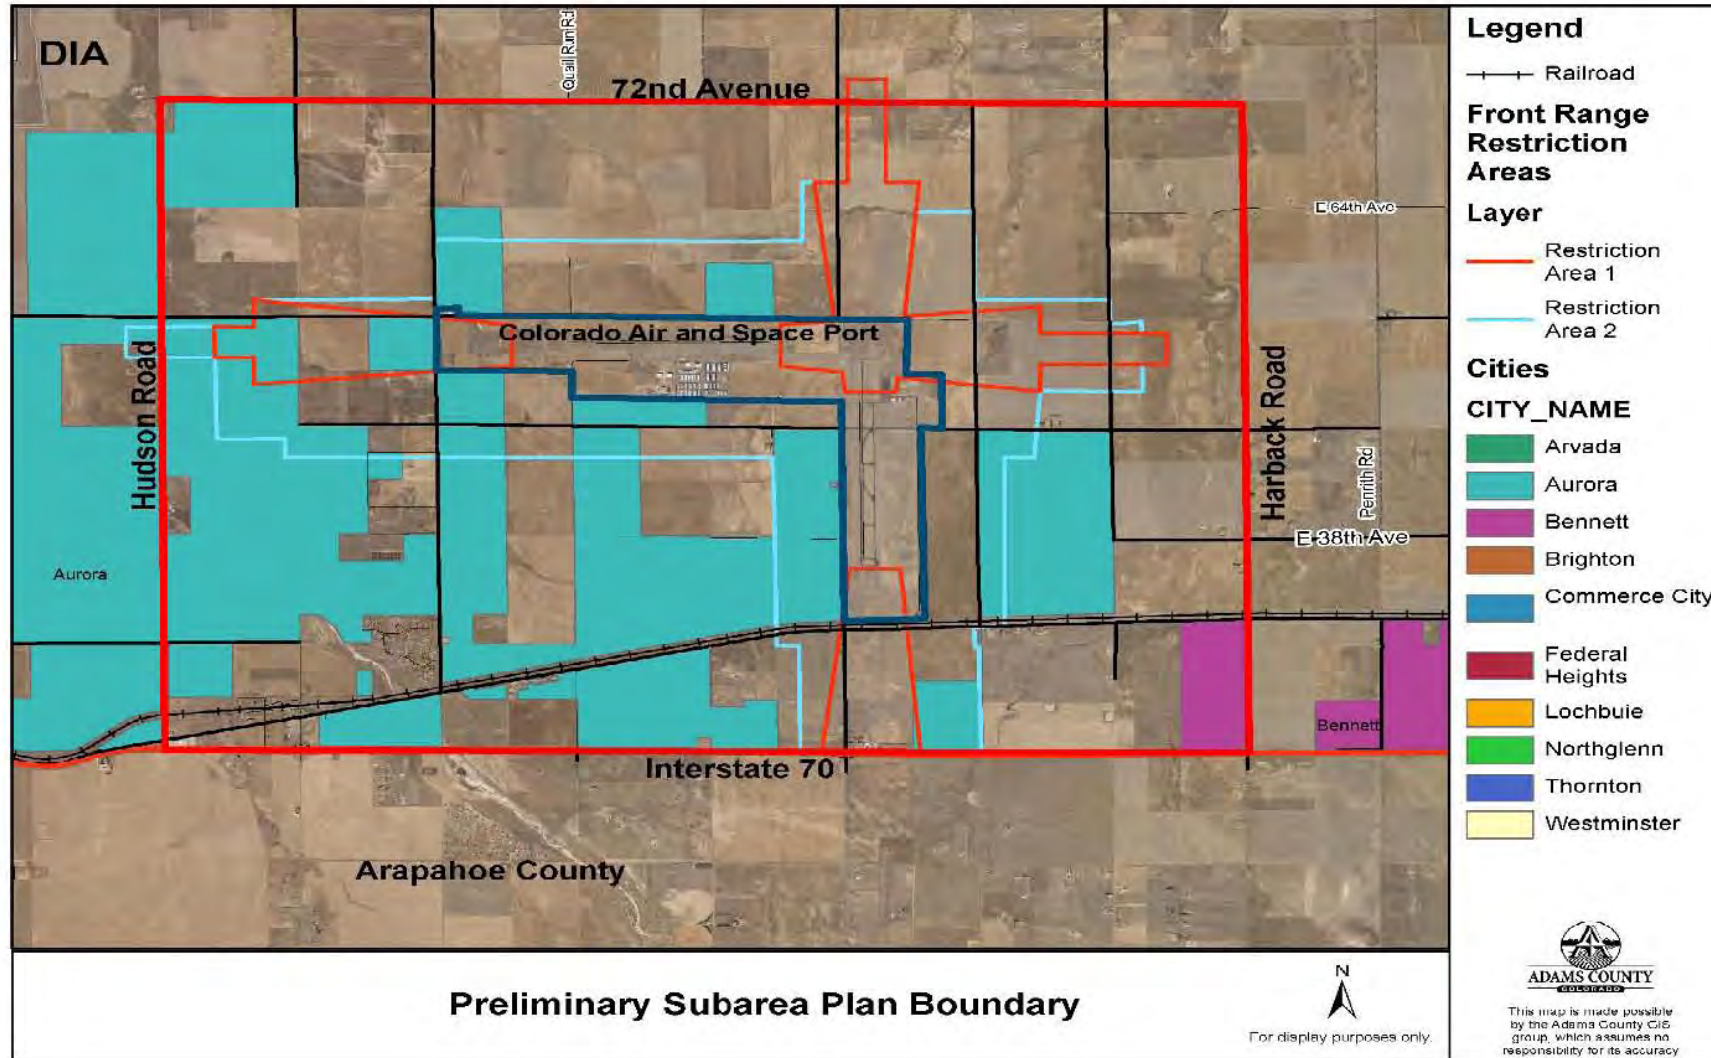 DIA
Quail Run Rd
72nd Avenue
E 64th Ave
Colorado Air and Space Port
Hudson Road
Harback Road
Penrith Rd
E 38th Ave
Aurora
Bennett
Interstate 70
Arapahoe County
Legend
Railroad
Front Range
Restriction
Areas
Layer
Restriction
Area 1
Restriction
Area 2
Cities
CITY_NAME
Arvada
Aurora
Bennett
Brighton
Commerce City
Federal
Heights
Lochbuie
Northglenn
Thornton
Westminster
Preliminary Subarea Plan Boundary
N
For display purposes only.
ADAMS COUNTY
COLORADO
This map is made possible
by the Adams County GIS
group, which assumes no
responsibility for its accuracy